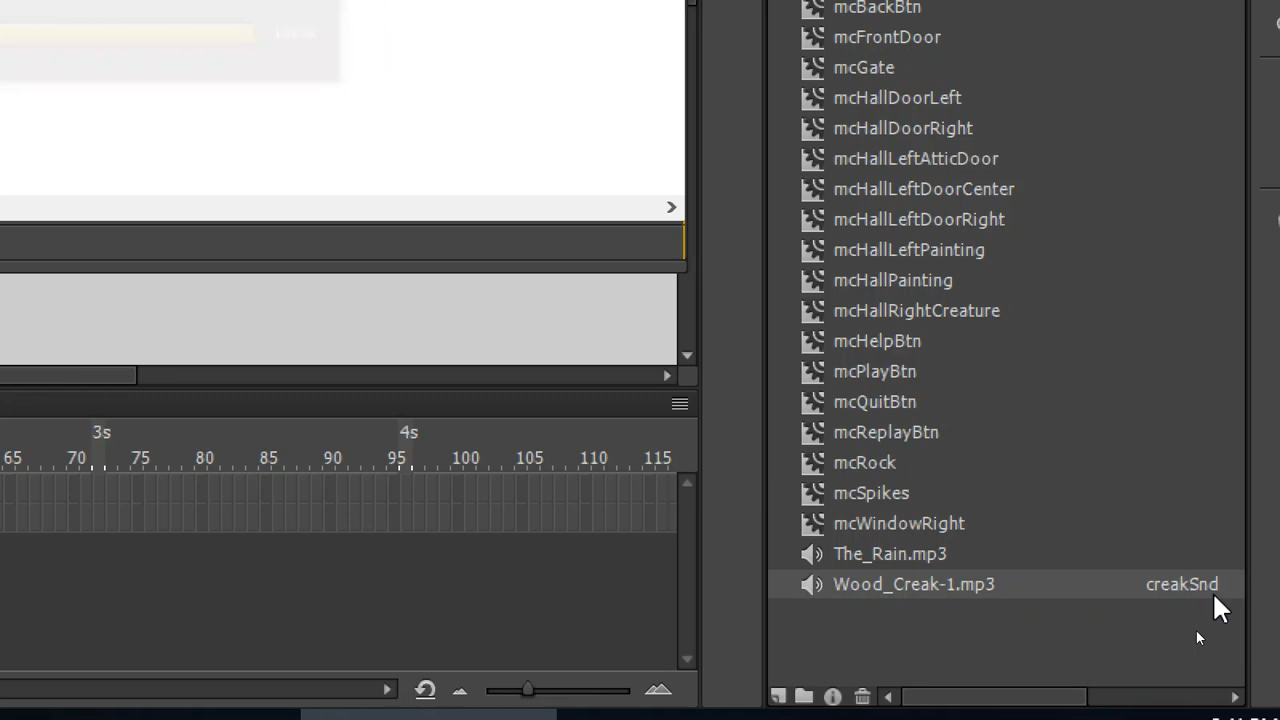 mcBackBtn
mcFrontDoor
mcGate
mcHallDoorLeft
mcHallDoorRight
mcHallLeftAtticDoor
mcHallLeftDoorCenter
mcHallLeftDoorRight
mcHallLeftPainting
mcHallPainting
mcHallRightCreature
mcHelpBtn
mcPlayBtn
mcQuitBtn
mcReplayBtn
mcRock
mcSpikes
mcWindowRight
The_Rain.mp3
Wood_Creak-1.mp3 creakSnd
3s 4s
65 70 75 80 85 90 95 100 105 110 115